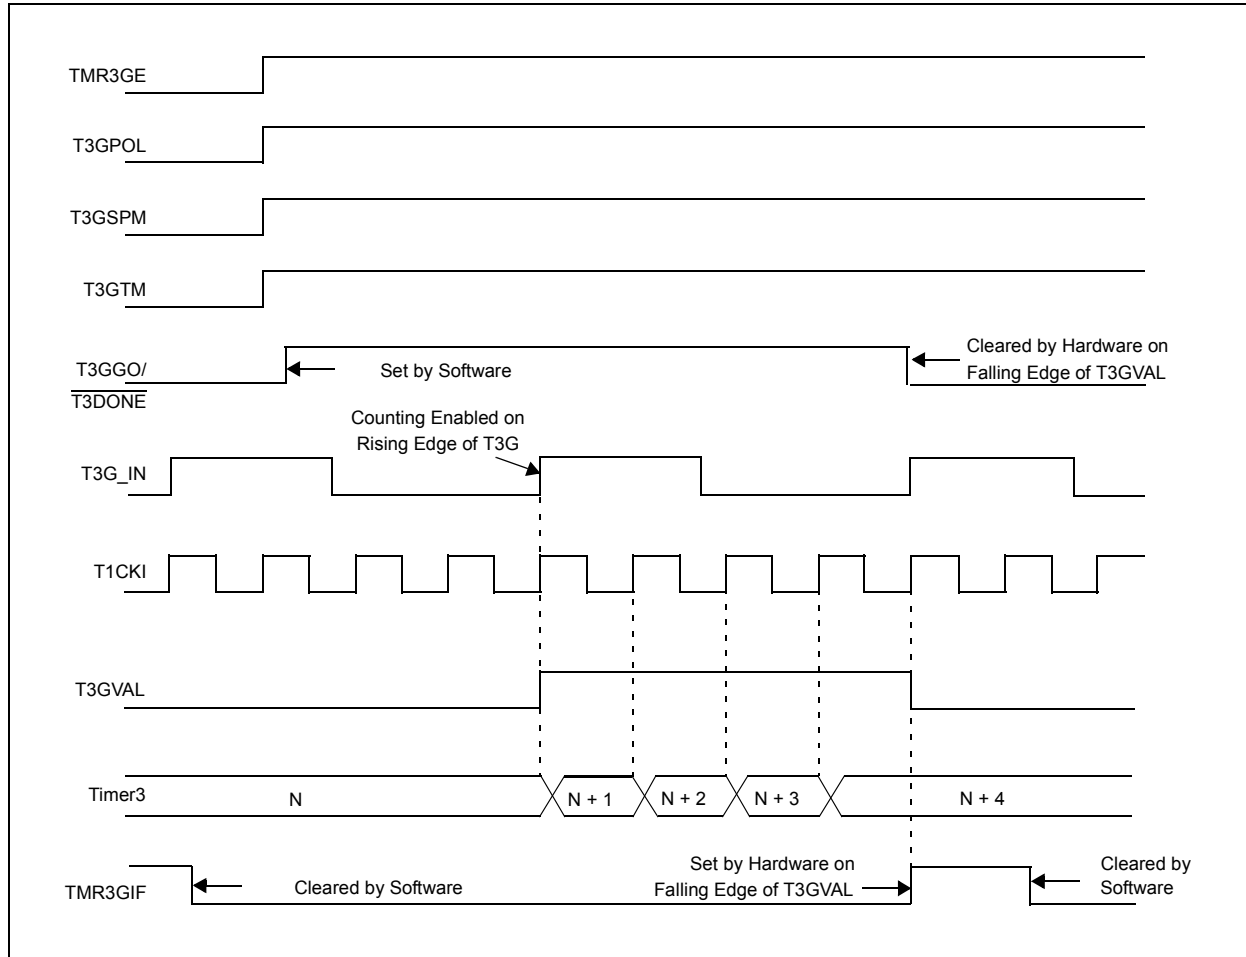 TMR3GE
T3GPOL
T3GSPM
T3GTM
T3GGO/
T3DONE
Set by Software
Cleared by Hardware on
Falling Edge of T3GVAL
Counting Enabled on
Rising Edge of T3G
T3G_IN
T1CKI
T3GVAL
Timer3
N
N + 1
N + 2
N + 3
N + 4
TMR3GIF
Cleared by Software
Set by Hardware on
Falling Edge of T3GVAL
Cleared by
Software